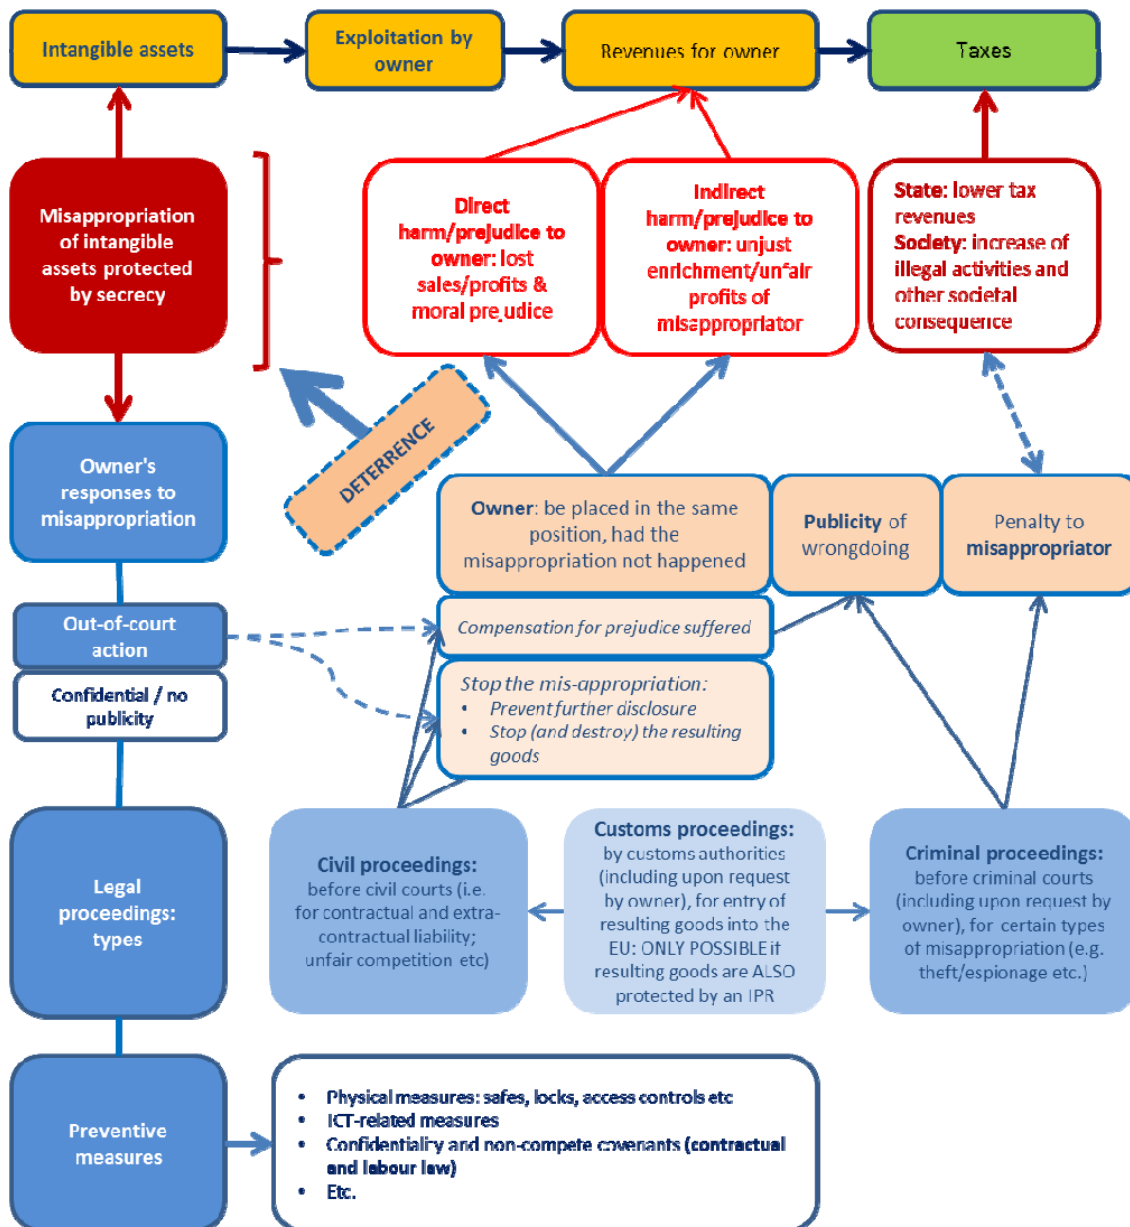 Intangible assets
Exploitation by
owner
Revenues for owner
Taxes
Misappropriation
of intangible
assets protected
by secrecy
Direct
harm/prejudice to
owner: lost
sales/profits &
moral prejudice
Indirect
harm/prejudice to
owner: unjust
enrichment/unfair
profits of
misappropriator
State: lower tax
revenues
Society: increase of
illegal activities and
other societal
consequence
DETERRENCE
Owner's
responses to
misappropriation
Owner: be placed in the same
position, had the
misappropriation not happened
Publicity of
wrongdoing
Penalty to
misappropriator
Out-of-court
action
Compensation for prejudice suffered
Confidential / no
publicity
Stop the mis-appropriation:
• Prevent further disclosure
• Stop (and destroy) the resulting
goods
Legal
proceedings:
types
Civil proceedings:
before civil courts (i.e.
for contractual and extra-
contractual liability;
unfair competition etc)
Customs proceedings:
by customs authorities
(including upon request
by owner), for entry of
resulting goods into the
EU: ONLY POSSIBLE if
resulting goods are ALSO
protected by an IPR
Criminal proceedings:
before criminal courts
(including upon request by
owner), for certain types
of misappropriation (e.g.
theft/espionage etc.)
Preventive
measures
• Physical measures: safes, locks, access controls etc
• ICT-related measures
• Confidentiality and non-compete covenants (contractual
and labour law)
• Etc.